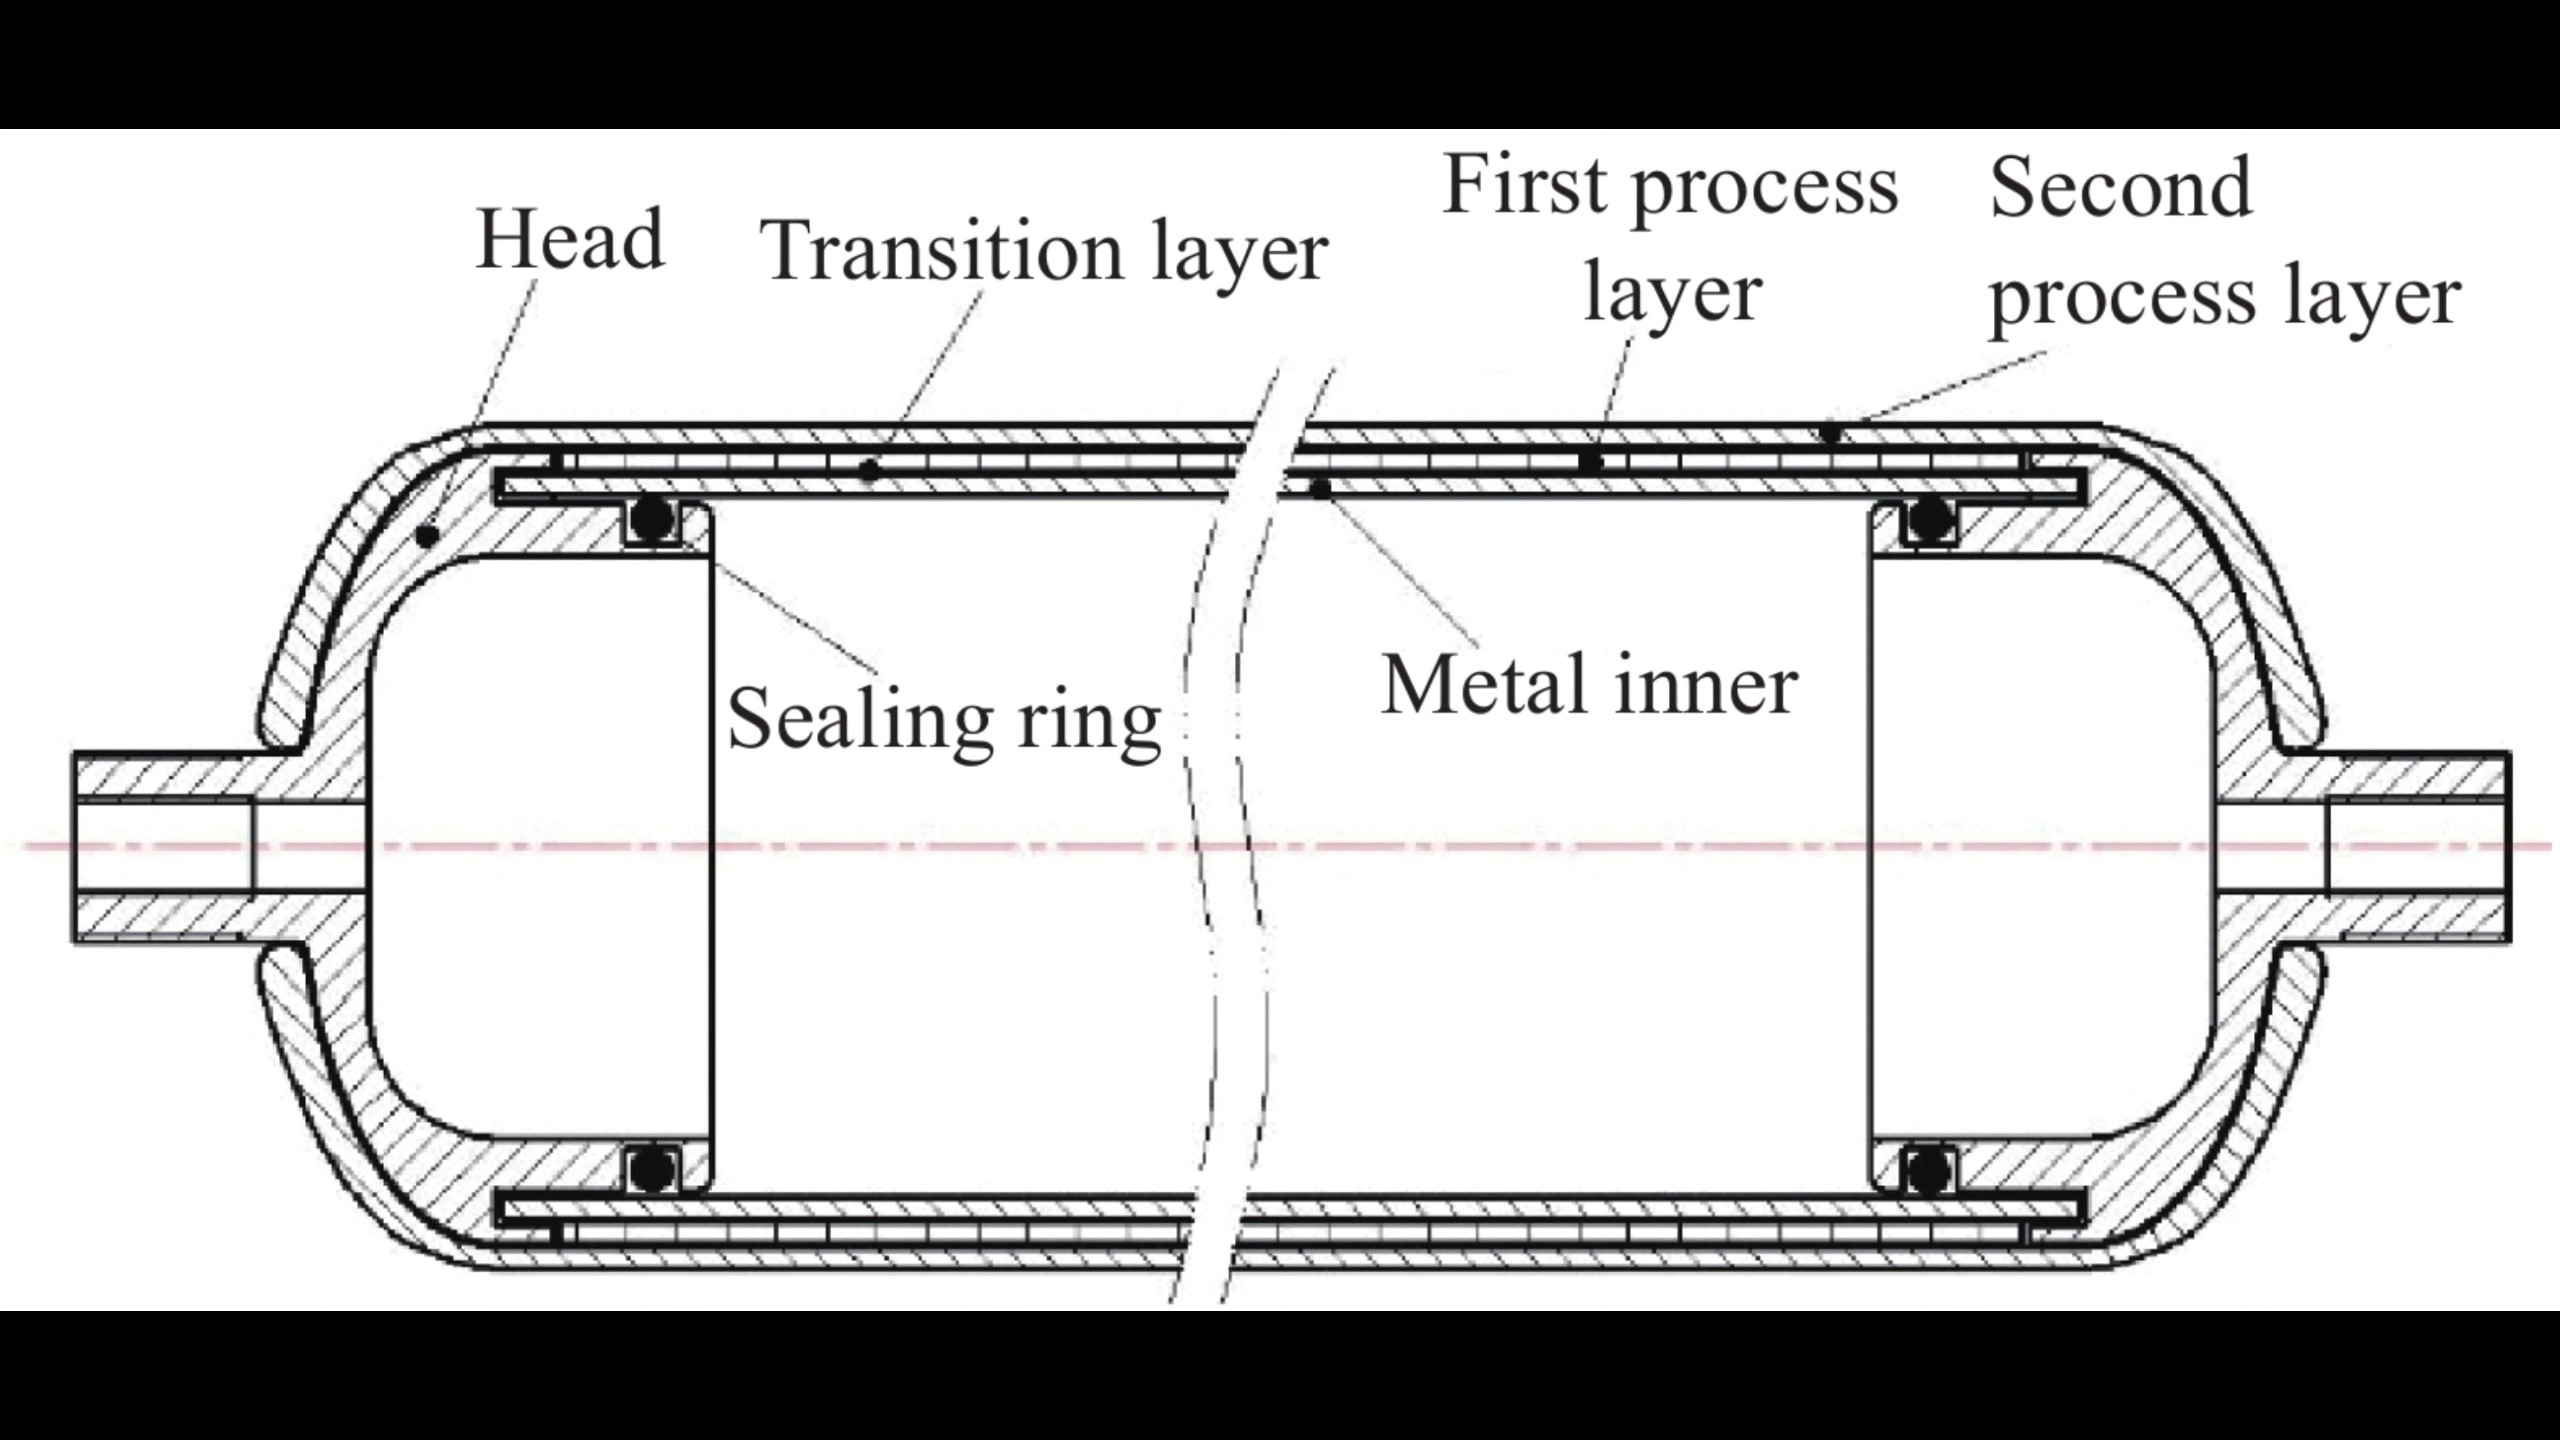 Head
Transition layer
First process
layer
Second
process layer
Sealing ring
Metal inner